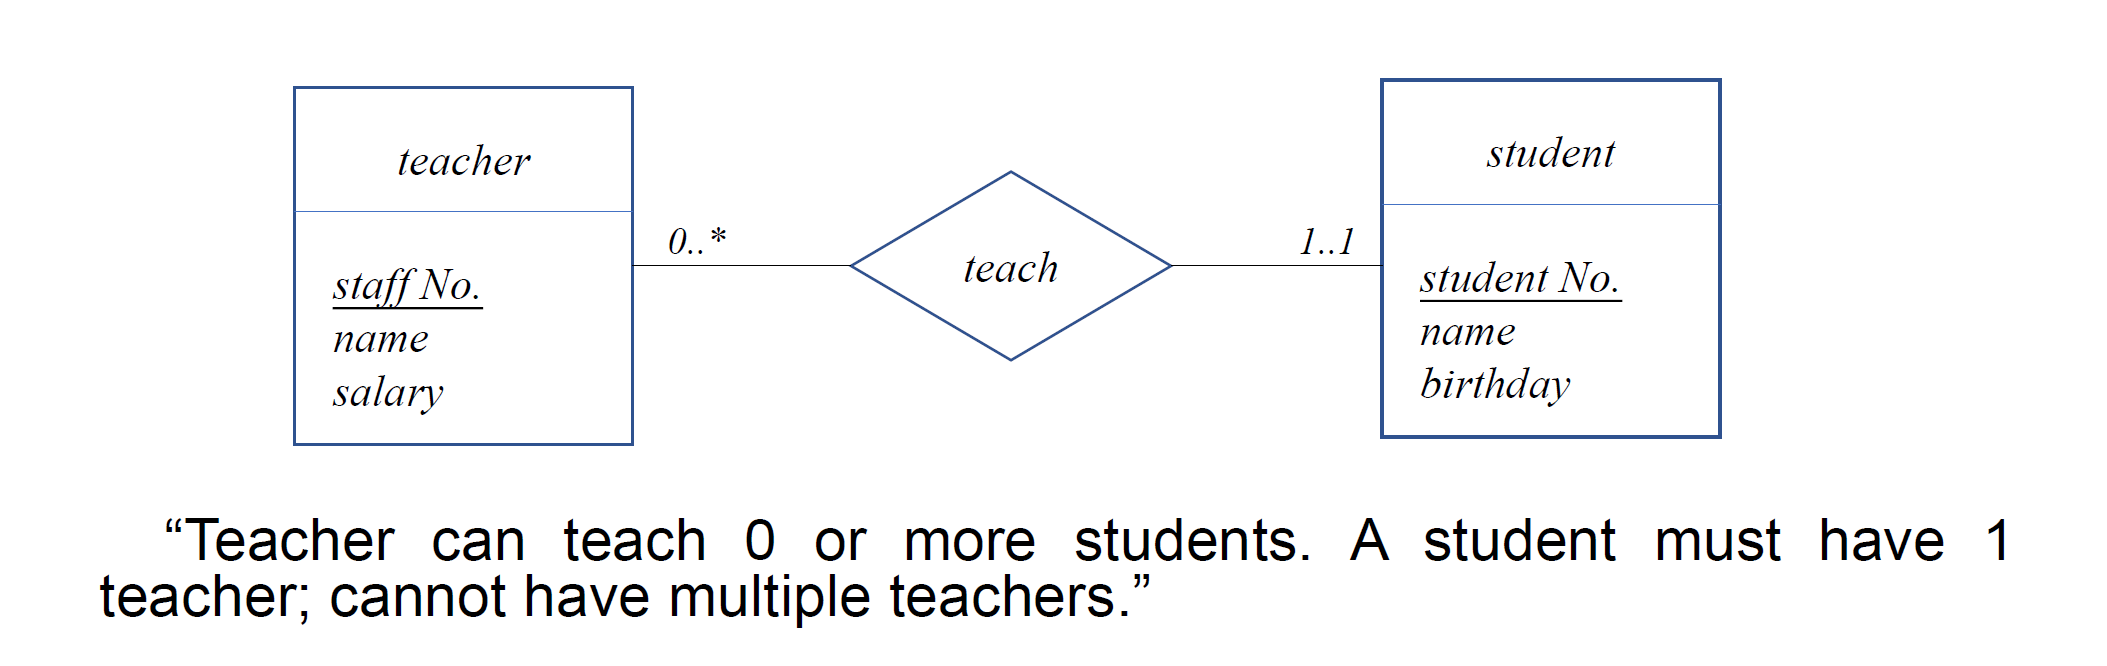 teacher
staff No.
name
salary
0..*
teach
1..1
student
student No.
name
birthday
“Teacher can teach 0 or more students. A student must have 1
teacher; cannot have multiple teachers.”